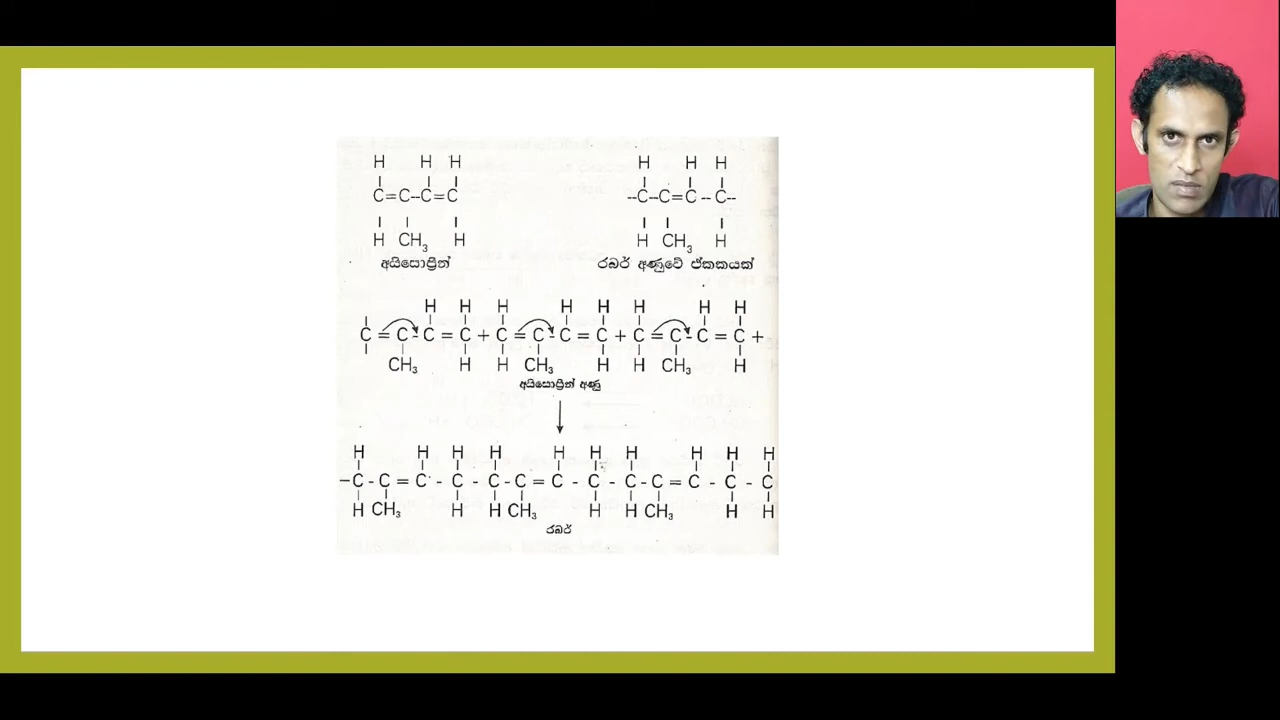 H H H
C=C--C=C
H CH₃ H
අයිසොප්‍රින්
H H H
--C--C=C--C--
H CH₃ H
රබර් අණුවේ ඒකකයක්
H H H H H H H H
C=C-C=C+C=C-C=C+C=C-C=C+
CH₃ H H CH₃ H H CH₃ H
අයිසොප්‍රින් අණු
H H H H H H H H H H
-C-C=C-C-C-C=C-C-C-C=C-C-C
H CH₃ H H CH₃ H H CH₃ H H
රබර්